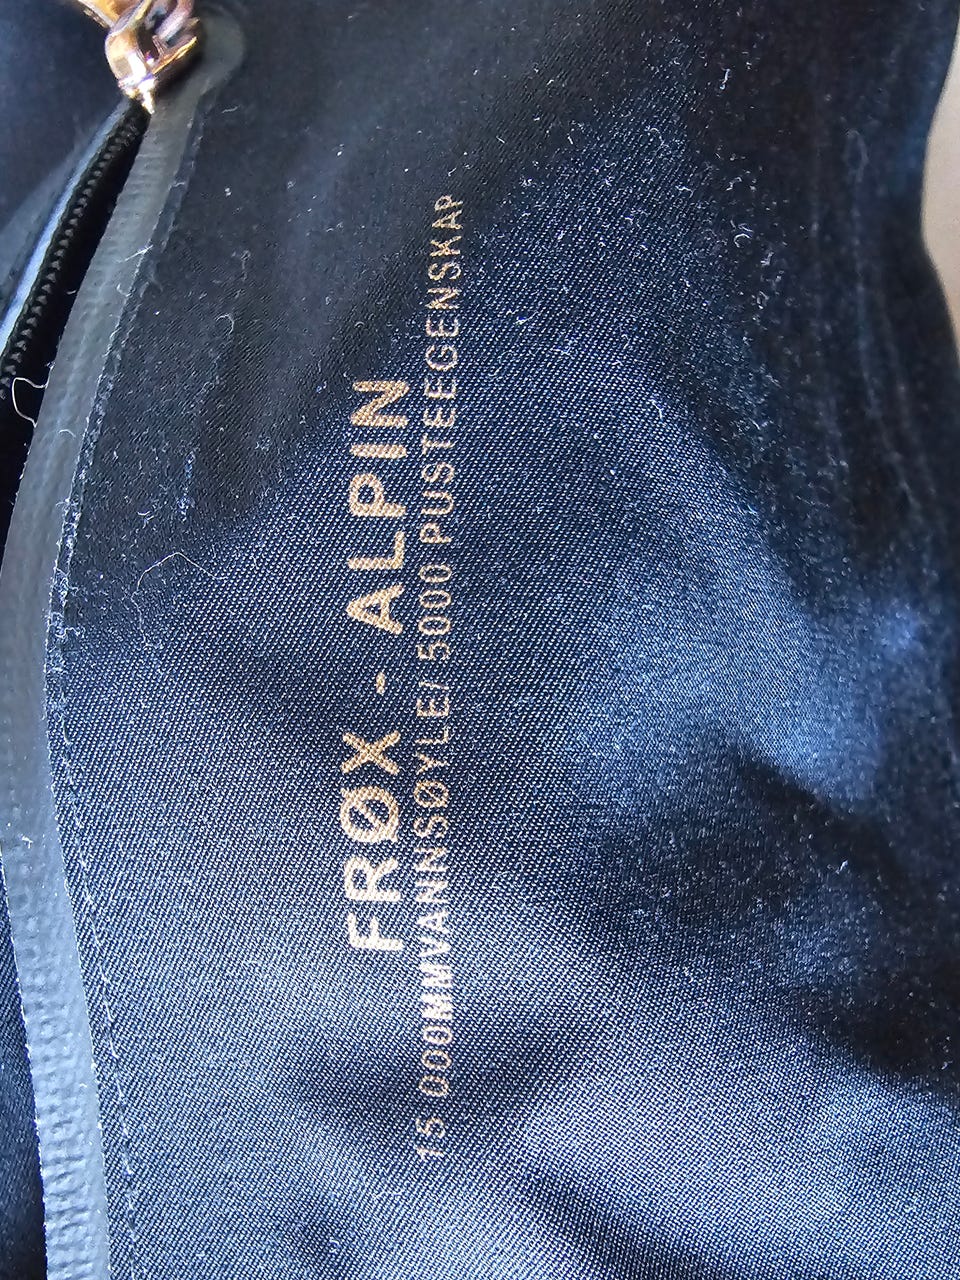 FRØX - ALPIN
15 000MMVANNSØYLE/ 5000 PUSTEEGENSKAP